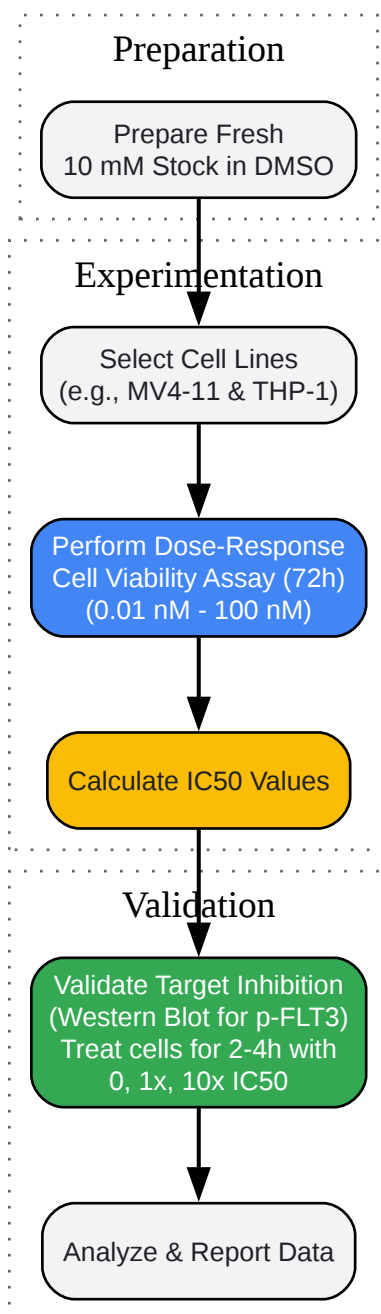 Preparation
Prepare Fresh
10 mM Stock in DMSO
Experimentation
Select Cell Lines
(e.g., MV4-11 & THP-1)
Perform Dose-Response
Cell Viability Assay (72h)
(0.01 nM - 100 nM)
Calculate IC50 Values
Validation
Validate Target Inhibition
(Western Blot for p-FLT3)
Treat cells for 2-4h with
0, 1x, 10x IC50
Analyze & Report Data